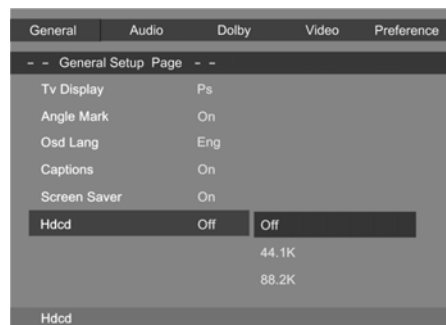 General Audio Dolby Video Preference
- - General Setup Page - -
Tv Display Ps
Angle Mark On
Osd Lang Eng
Captions On
Screen Saver On
Hdcd Off Off
44.1K
88.2K
Hdcd